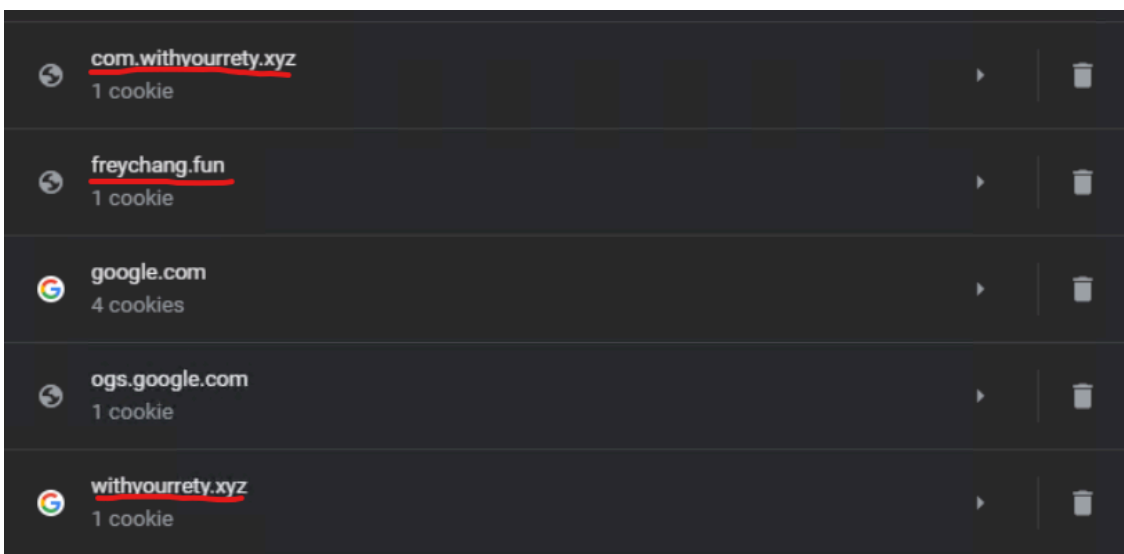 com.withyourrety.xyz
1 cookie
freychang.fun
1 cookie
google.com
4 cookies
ogs.google.com
1 cookie
withyourrety.xyz
1 cookie